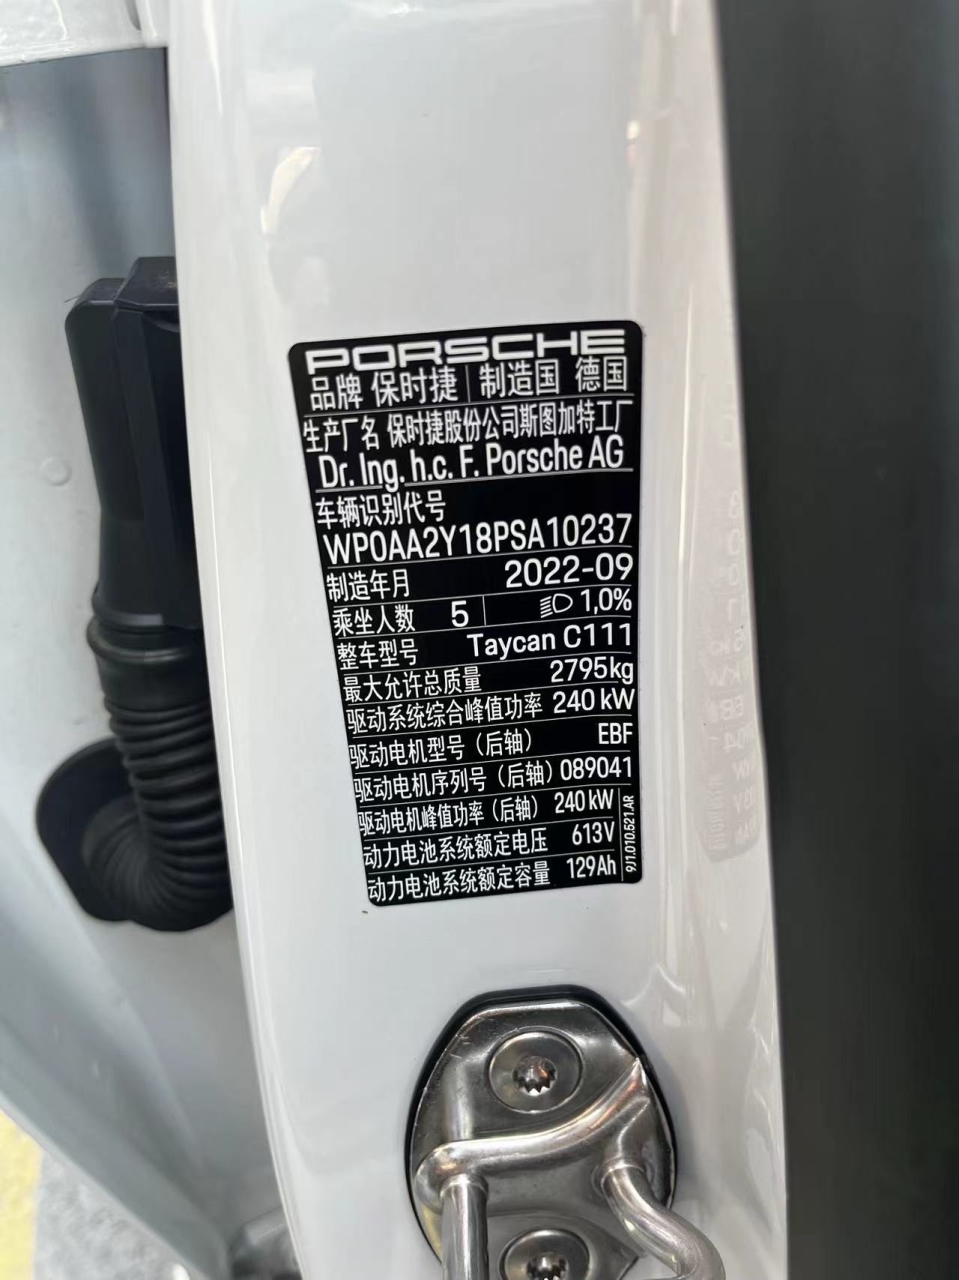 PORSCHE
品牌 保时捷 制造国 德国
生产厂名 保时捷股份公司斯图加特工厂
Dr. Ing. h.c. F. Porsche AG
车辆识别代号
WP0AA2Y18PSA10237
制造年月 2022-09
乘坐人数 5 1,0%
整车型号 Taycan C111
最大允许总质量 2795kg
驱动系统综合峰值功率 240 kW
驱动电机型号（后轴） EBF
驱动电机序列号（后轴） 089041
驱动电机峰值功率（后轴） 240 kW
动力电池系统额定电压 613V
动力电池系统额定容量 129Ah
9J1.010.521.AR